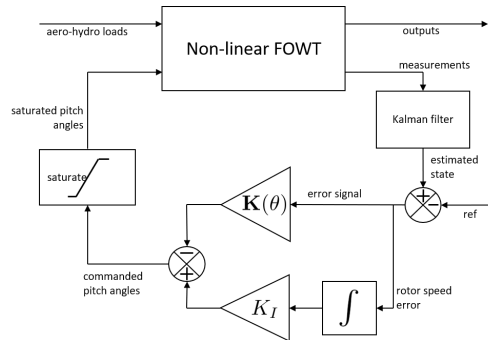 aero-hydro loads
Non-linear FOWT
outputs
measurements
saturated pitch
angles
Kalman filter
saturate
estimated
state
K(θ)
error signal
+
−
ref
−
+
commanded
pitch angles
K_I
∫
rotor speed
error